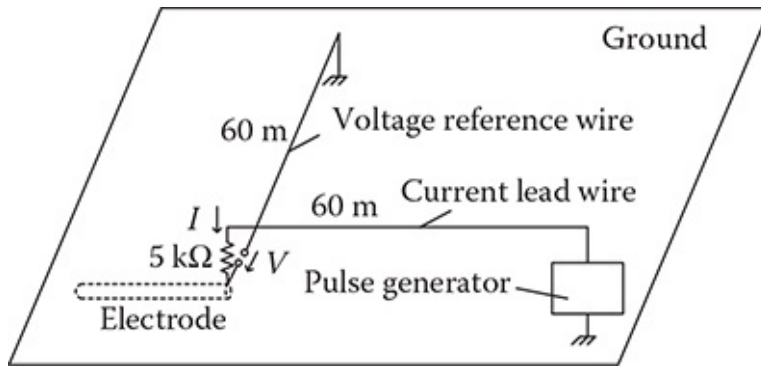 Ground
60 m
Voltage reference wire
Current lead wire
60 m
I
5 kΩ
V
Pulse generator
Electrode